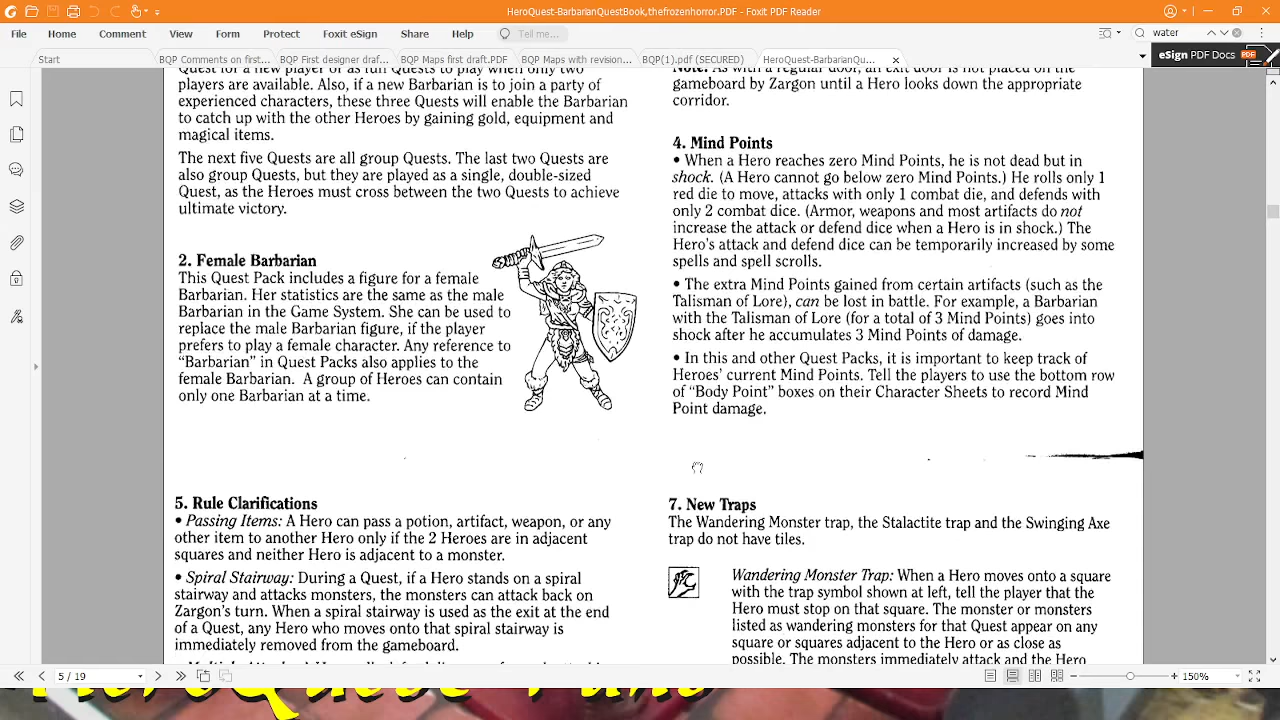 HeroQuest-BarbarianQuestBook,thefrozenhorror.PDF - Foxit PDF Reader
File Home Comment View Form Protect Foxit eSign Share Help Tell me... water
Start BQP Comments on first... BQP First designer draf... BQP Maps first draft.PDF BQP Maps with revision... BQP(1).pdf (SECURED) HeroQuest-BarbarianQu... eSign PDF Docs
Quest for a new player or as fun Quests to play when only two
players are available. Also, if a new Barbarian is to join a party of
experienced characters, these three Quests will enable the Barbarian
to catch up with the other Heroes by gaining gold, equipment and
magical items.
The next five Quests are all group Quests. The last two Quests are
also group Quests, but they are played as a single, double-sized
Quest, as the Heroes must cross between the two Quests to achieve
ultimate victory.
2. Female Barbarian
This Quest Pack includes a figure for a female
Barbarian. Her statistics are the same as the male
Barbarian in the Game System. She can be used to
replace the male Barbarian figure, if the player
prefers to play a female character. Any reference to
“Barbarian” in Quest Packs also applies to the
female Barbarian. A group of Heroes can contain
only one Barbarian at a time.
Note: As with a regular door, an exit door is not placed on the
gameboard by Zargon until a Hero looks down the appropriate
corridor.
4. Mind Points
• When a Hero reaches zero Mind Points, he is not dead but in
shock. (A Hero cannot go below zero Mind Points.) He rolls only 1
red die to move, attacks with only 1 combat die, and defends with
only 2 combat dice. (Armor, weapons and most artifacts do not
increase the attack or defend dice when a Hero is in shock.) The
Hero's attack and defend dice can be temporarily increased by some
spells and spell scrolls.
• The extra Mind Points gained from certain artifacts (such as the
Talisman of Lore), can be lost in battle. For example, a Barbarian
with the Talisman of Lore (for a total of 3 Mind Points) goes into
shock after he accumulates 3 Mind Points of damage.
• In this and other Quest Packs, it is important to keep track of
Heroes' current Mind Points. Tell the players to use the bottom row
of “Body Point” boxes on their Character Sheets to record Mind
Point damage.
5. Rule Clarifications
• Passing Items: A Hero can pass a potion, artifact, weapon, or any
other item to another Hero only if the 2 Heroes are in adjacent
squares and neither Hero is adjacent to a monster.
• Spiral Stairway: During a Quest, if a Hero stands on a spiral
stairway and attacks monsters, the monsters can attack back on
Zargon's turn. When a spiral stairway is used as the exit at the end
of a Quest, any Hero who moves onto that spiral stairway is
immediately removed from the gameboard.
7. New Traps
The Wandering Monster trap, the Stalactite trap and the Swinging Axe
trap do not have tiles.
Wandering Monster Trap: When a Hero moves onto a square
with the trap symbol shown at left, tell the player that the
Hero must stop on that square. The monster or monsters
listed as wandering monsters for that Quest appear on any
square or squares adjacent to the Hero or as close as
possible. The monsters immediately attack and the Hero
5 / 19 150%